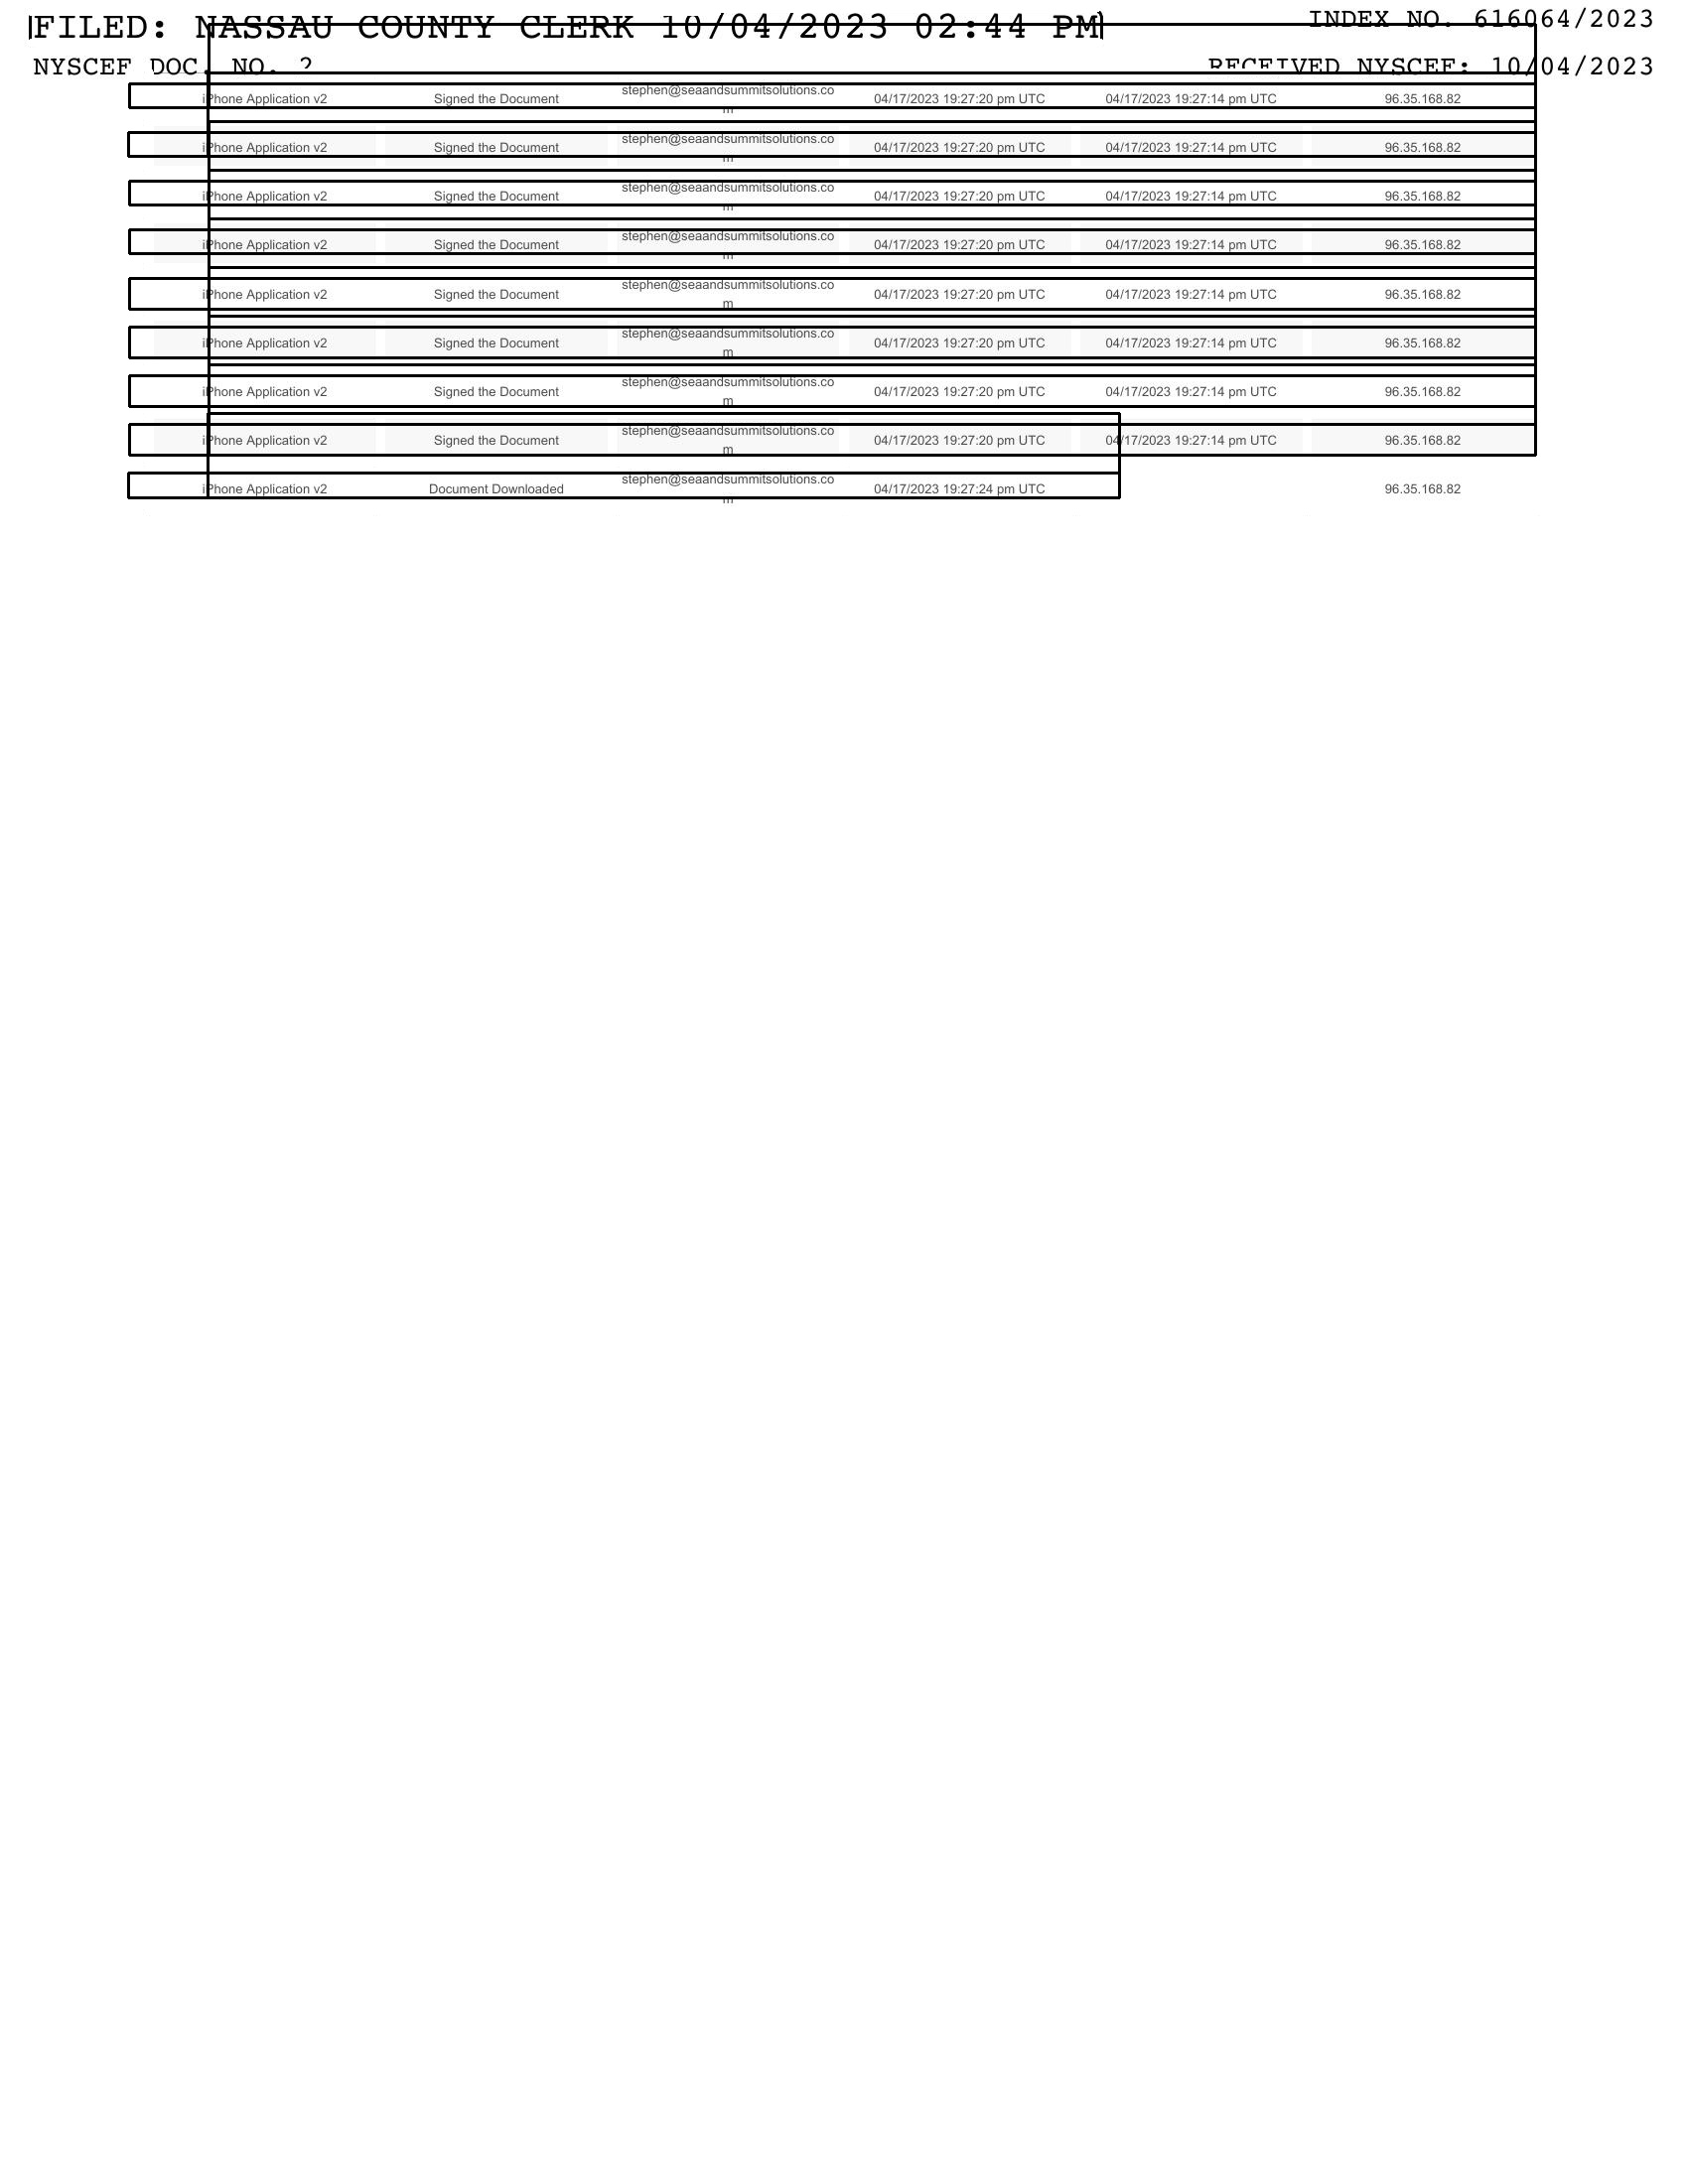 FILED: NASSAU COUNTY CLERK 10/04/2023 02:44 PM INDEX NO. 616064/2023
NYSCEF DOC. NO. 2 RECEIVED NYSCEF: 10/04/2023
iPhone Application v2 Signed the Document stephen@seaandsummitsolutions.co 04/17/2023 19:27:20 pm UTC 04/17/2023 19:27:14 pm UTC 96.35.168.82
m
iPhone Application v2 Signed the Document stephen@seaandsummitsolutions.co 04/17/2023 19:27:20 pm UTC 04/17/2023 19:27:14 pm UTC 96.35.168.82
m
iPhone Application v2 Signed the Document stephen@seaandsummitsolutions.co 04/17/2023 19:27:20 pm UTC 04/17/2023 19:27:14 pm UTC 96.35.168.82
m
iPhone Application v2 Signed the Document stephen@seaandsummitsolutions.co 04/17/2023 19:27:20 pm UTC 04/17/2023 19:27:14 pm UTC 96.35.168.82
m
iPhone Application v2 Signed the Document stephen@seaandsummitsolutions.co 04/17/2023 19:27:20 pm UTC 04/17/2023 19:27:14 pm UTC 96.35.168.82
m
iPhone Application v2 Signed the Document stephen@seaandsummitsolutions.co 04/17/2023 19:27:20 pm UTC 04/17/2023 19:27:14 pm UTC 96.35.168.82
m
iPhone Application v2 Signed the Document stephen@seaandsummitsolutions.co 04/17/2023 19:27:20 pm UTC 04/17/2023 19:27:14 pm UTC 96.35.168.82
m
iPhone Application v2 Signed the Document stephen@seaandsummitsolutions.co 04/17/2023 19:27:20 pm UTC 04/17/2023 19:27:14 pm UTC 96.35.168.82
m
iPhone Application v2 Document Downloaded stephen@seaandsummitsolutions.co 04/17/2023 19:27:24 pm UTC 96.35.168.82
m